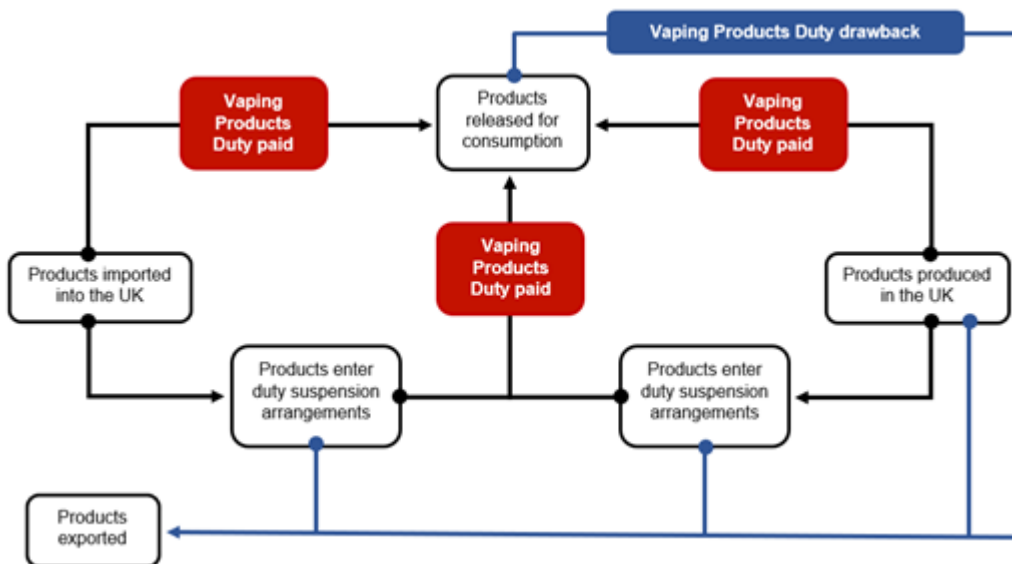 Vaping Products Duty drawback
Vaping
Products
Duty paid
Products
released for
consumption
Vaping
Products
Duty paid
Vaping
Products
Duty paid
Products imported
into the UK
Products produced
in the UK
Products enter
duty suspension
arrangements
Products enter
duty suspension
arrangements
Products
exported